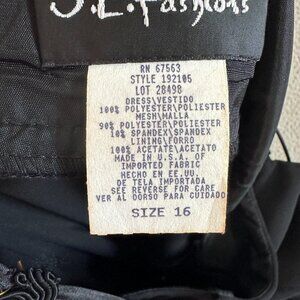 J.L. Fashions
RN 67563
STYLE 192105
LOT 28498
DRESS/VESTIDO
100% POLYESTER\POLIESTER
MESH\MALLA
90% POLYESTER\POLIESTER
10% SPANDEX\SPANDEX
LINING\FORRO
100% ACETATE\ACETATO
MADE IN U.S.A. OF
IMPORTED FABRIC
HECHO EN EE.UU.
DE TELA IMPORTADA
SEE REVERSE FOR CARE
VER AL DORSO PARA CUIDADO
SIZE 16